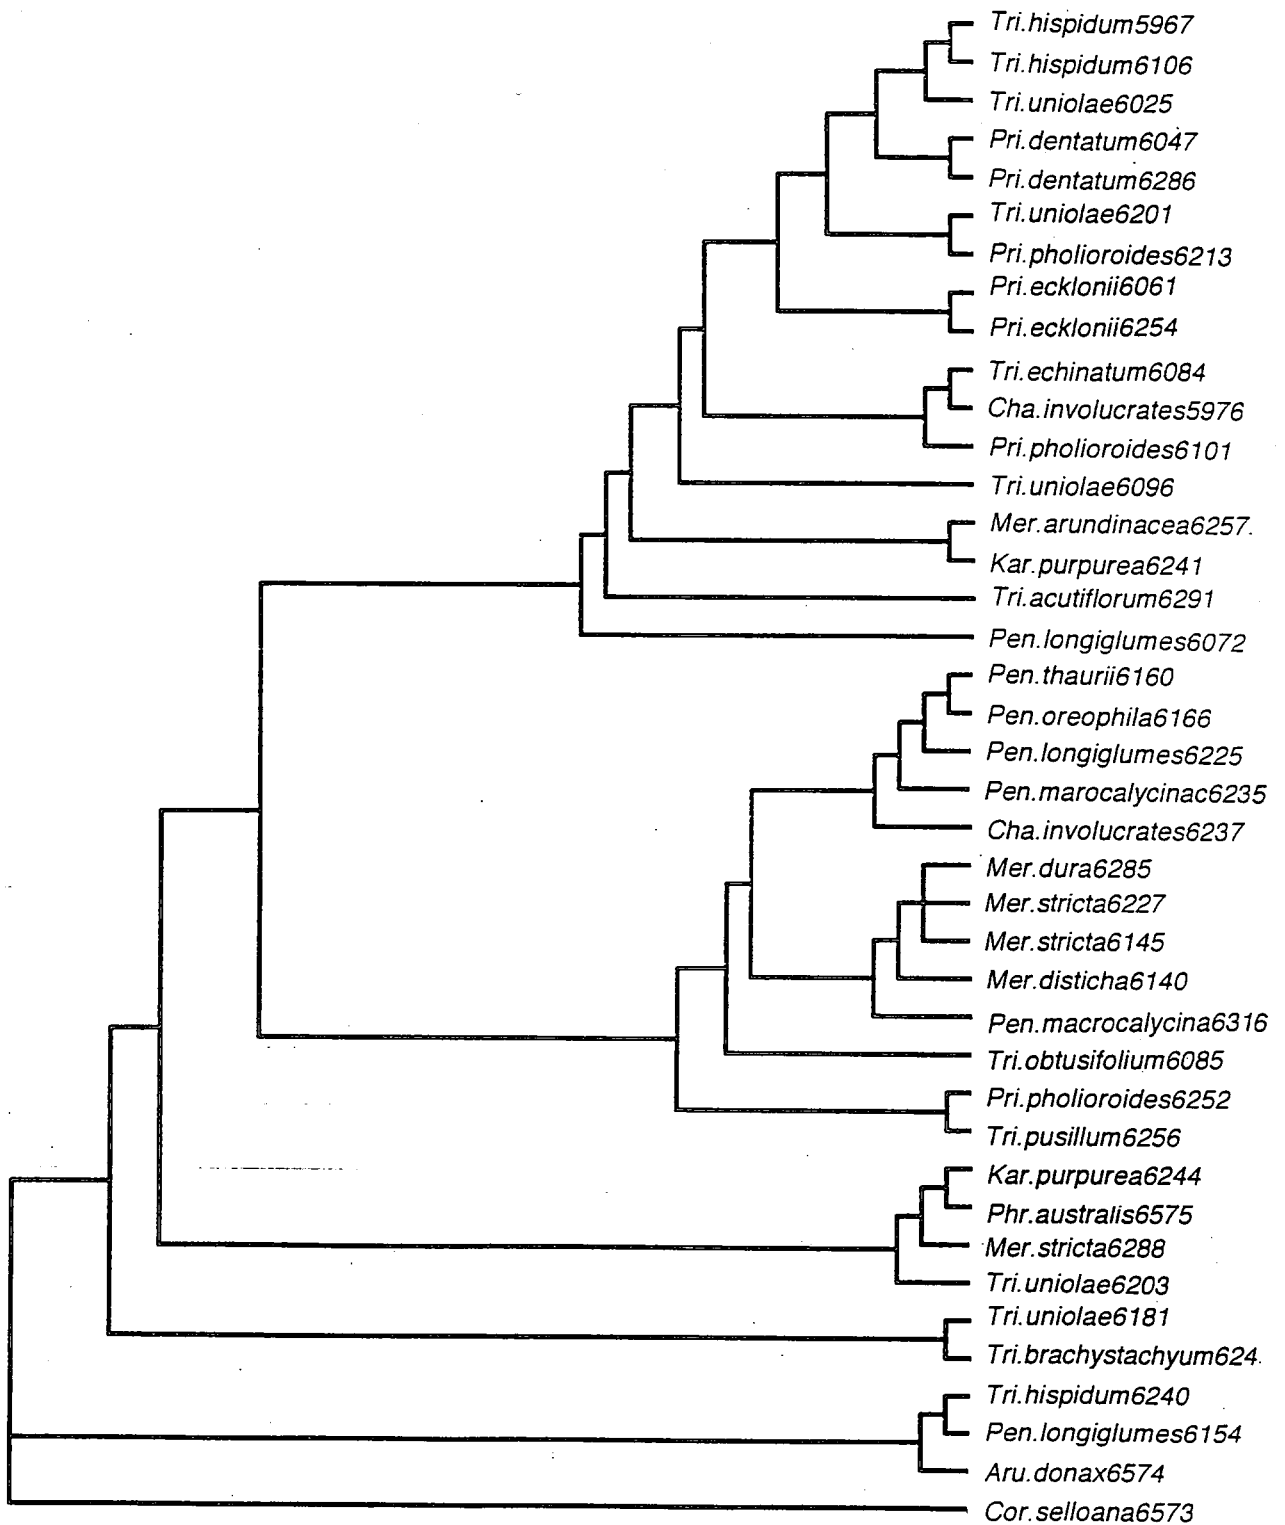 Tri.hispidum5967
Tri.hispidum6106
Tri.uniolae6025
Pri.dentatum6047
Pri.dentatum6286
Tri.uniolae6201
Pri.pholioroides6213
Pri.ecklonii6061
Pri.ecklonii6254
Tri.echinatum6084
Cha.involucrates5976
Pri.pholioroides6101
Tri.uniolae6096
Mer.arundinacea6257.
Kar.purpurea6241
Tri.acutiflorum6291
Pen.longiglumes6072
Pen.thaurii6160
Pen.oreophila6166
Pen.longiglumes6225
Pen.marocalycinac6235
Cha.involucrates6237
Mer.dura6285
Mer.stricta6227
Mer.stricta6145
Mer.disticha6140
Pen.macrocalycina6316
Tri.obtusifolium6085
Pri.pholioroides6252
Tri.pusillum6256
Kar.purpurea6244
Phr.australis6575
Mer.stricta6288
Tri.uniolae6203
Tri.uniolae6181
Tri.brachystachyum624.
Tri.hispidum6240
Pen.longiglumes6154
Aru.donax6574
Cor.selloana6573